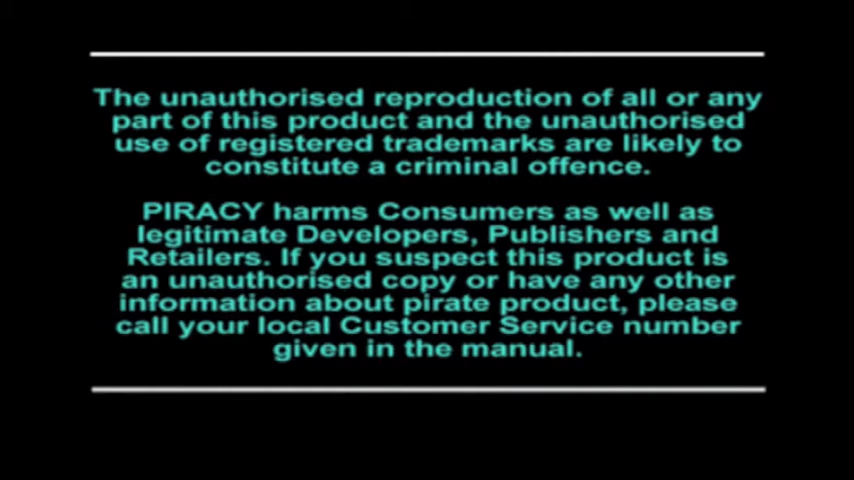 The unauthorised reproduction of all or any
part of this product and the unauthorised
use of registered trademarks are likely to
constitute a criminal offence.
PIRACY harms Consumers as well as
legitimate Developers, Publishers and
Retailers. If you suspect this product is
an unauthorised copy or have any other
information about pirate product, please
call your local Customer Service number
given in the manual.